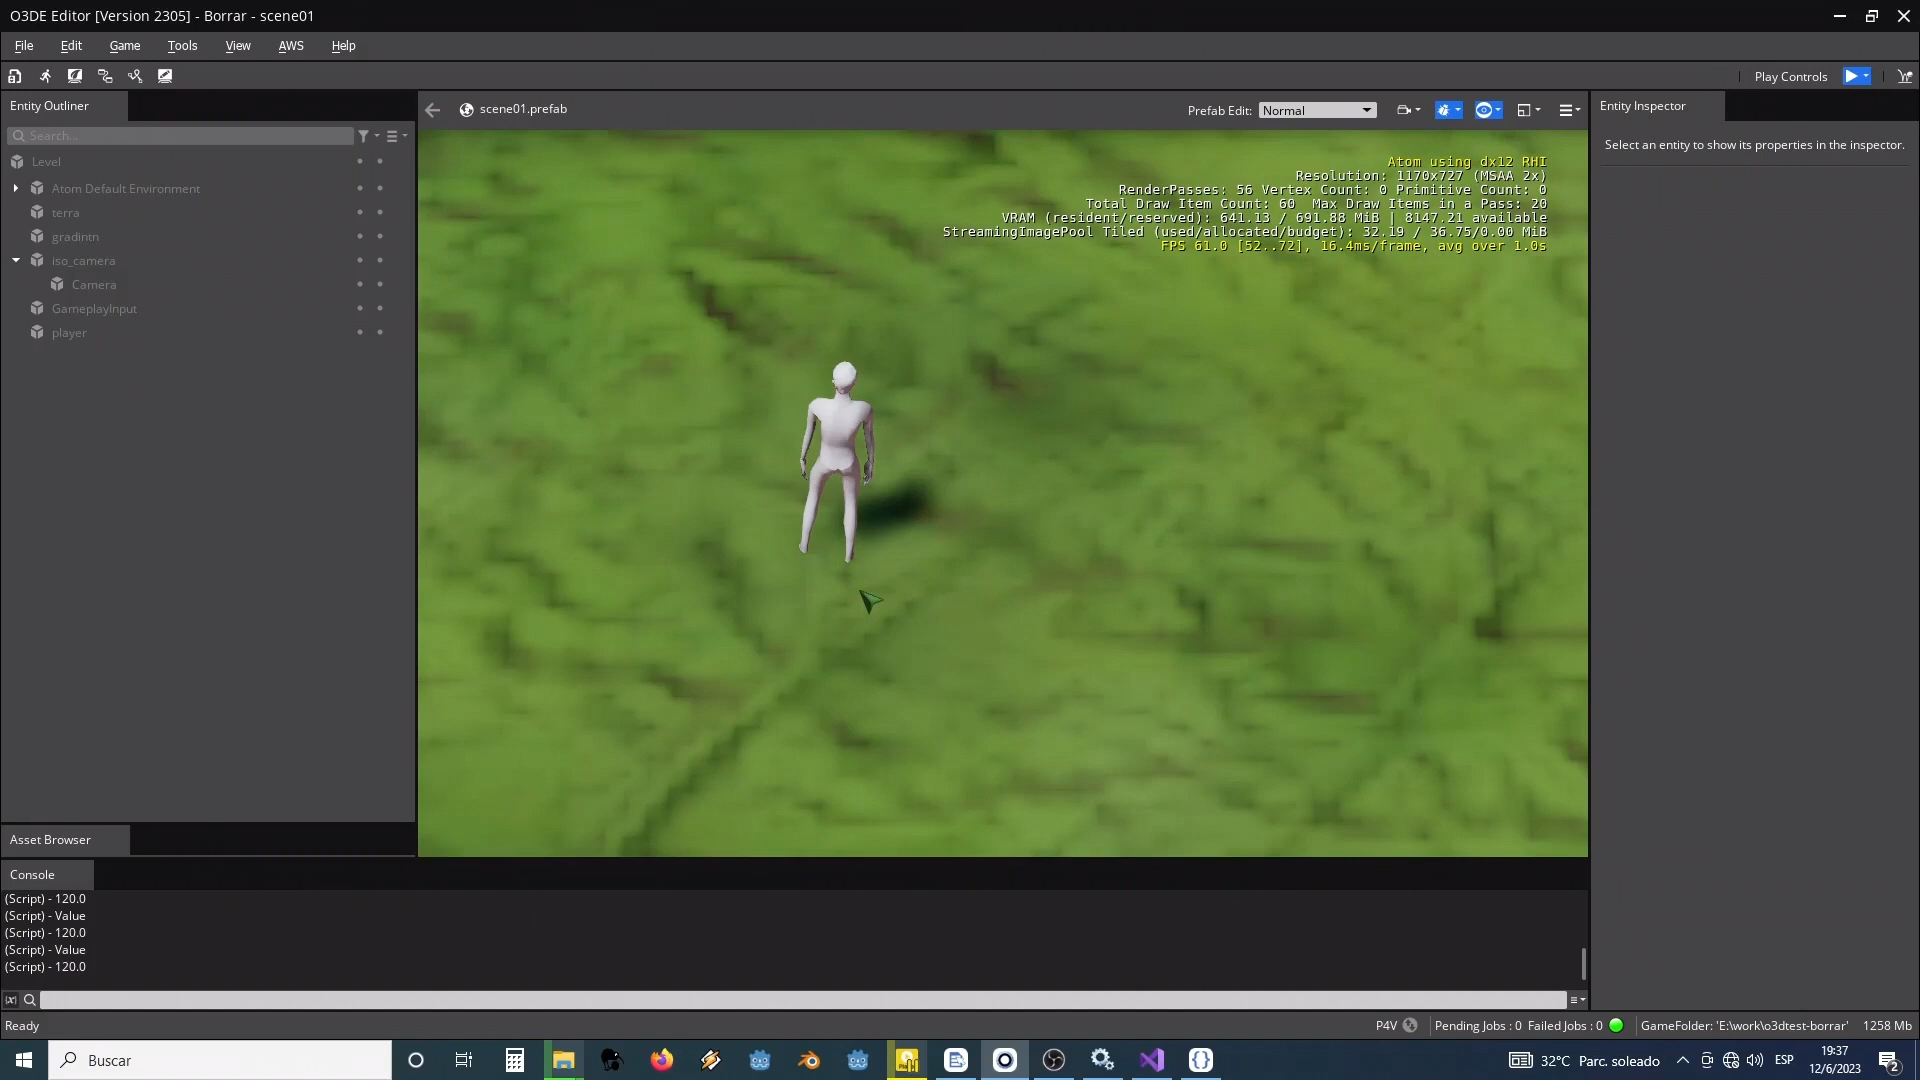 O3DE Editor [Version 2305] - Borrar - scene01
File Edit Game Tools View AWS Help
Play Controls
Entity Outliner
Search...
Level
Atom Default Environment
terra
gradintn
iso_camera
Camera
GameplayInput
player
scene01.prefab
Prefab Edit: Normal
Atom using dx12 RHI
Resolution: 1170x727 (MSAA 2x)
RenderPasses: 56 Vertex Count: 0 Primitive Count: 0
Total Draw Item Count: 60 Max Draw Items in a Pass: 20
VRAM (resident/reserved): 641.13 / 691.88 MiB | 8147.21 available
StreamingImagePool Tiled (used/allocated/budget): 32.19 / 36.75/0.00 MiB
FPS 61.0 [52..72], 16.4ms/frame, avg over 1.0s
Entity Inspector
Select an entity to show its properties in the inspector.
Asset Browser
Console
(Script) - 120.0
(Script) - Value
(Script) - 120.0
(Script) - Value
(Script) - 120.0
Ready
P4V
Pending Jobs : 0 Failed Jobs : 0
GameFolder: 'E:\work\o3dtest-borrar'
1258 Mb
Buscar
32°C Parc. soleado
ESP
19:37
12/6/2023
2